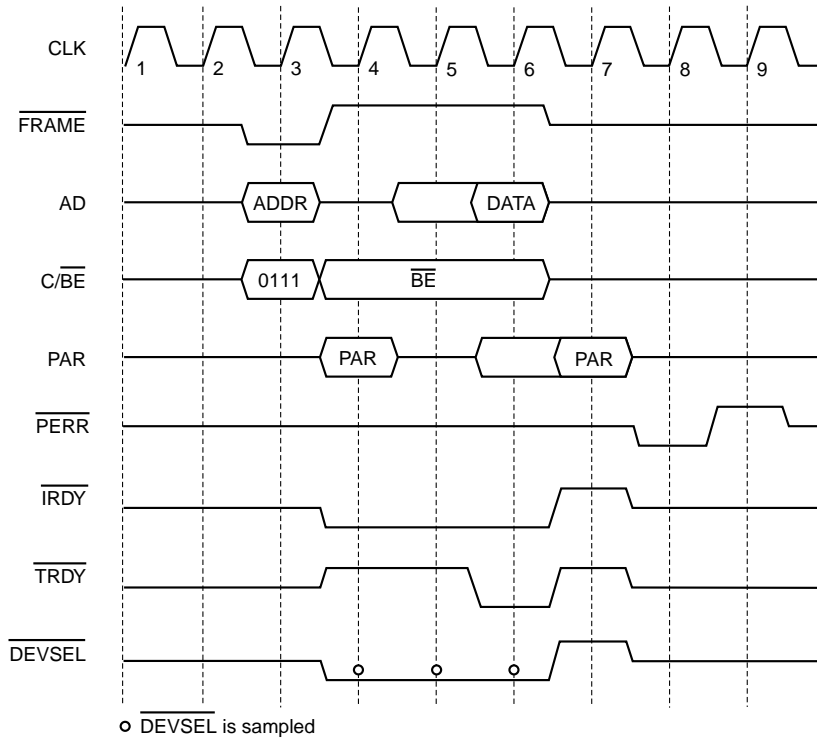 CLK
1 2 3 4 5 6 7 8 9
FRAME
AD
ADDR
DATA
C/BE
0111
BE
PAR
PAR
PAR
PERR
IRDY
TRDY
DEVSEL
DEVSEL is sampled